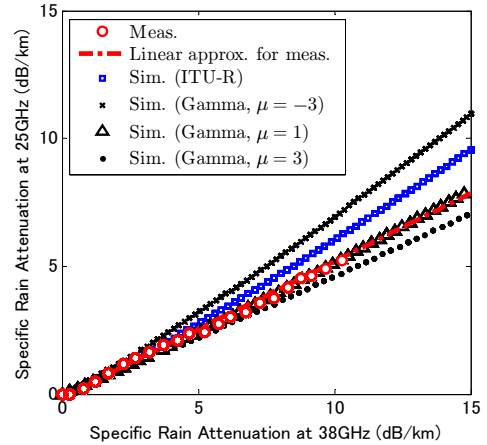 15
10
5
0
Specific Rain Attenuation at 25GHz (dB/km)
Meas.
Linear approx. for meas.
Sim. (ITU-R)
Sim. (Gamma, μ = −3)
Sim. (Gamma, μ = 1)
Sim. (Gamma, μ = 3)
0 5 10 15
Specific Rain Attenuation at 38GHz (dB/km)